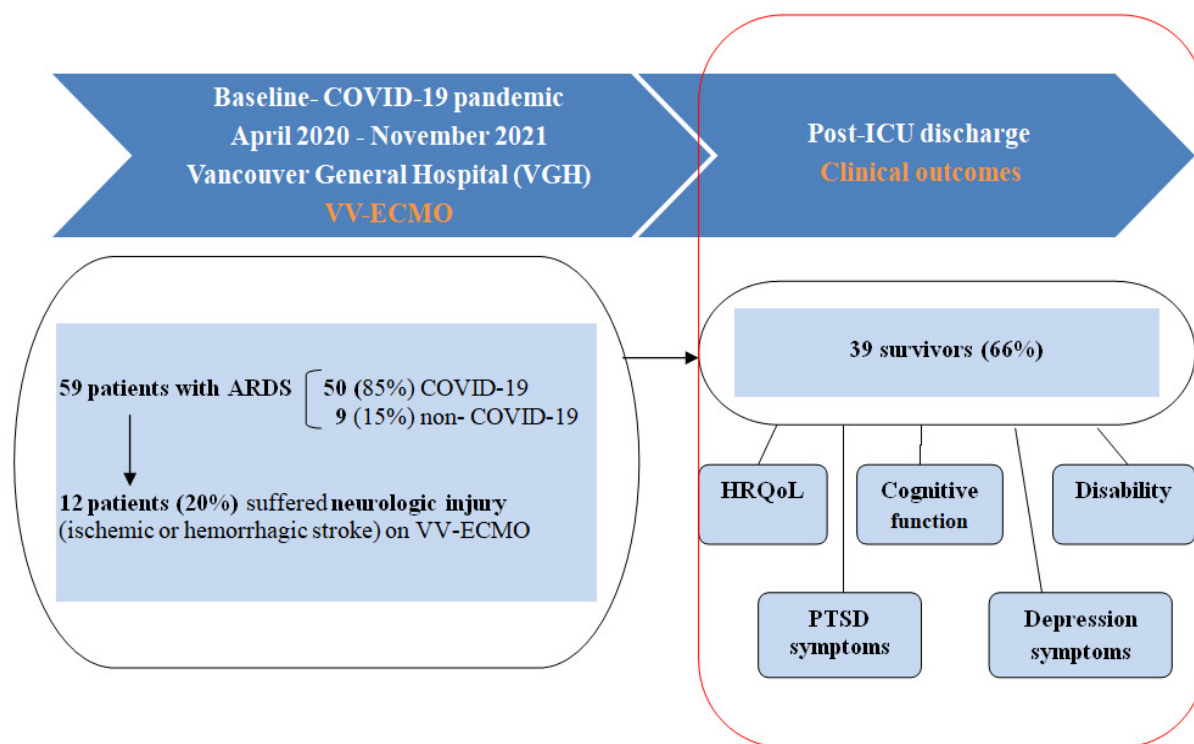 Baseline- COVID-19 pandemic
April 2020 - November 2021
Vancouver General Hospital (VGH)
VV-ECMO
Post-ICU discharge
Clinical outcomes
59 patients with ARDS
50 (85%) COVID-19
9 (15%) non- COVID-19
12 patients (20%) suffered neurologic injury
(ischemic or hemorrhagic stroke) on VV-ECMO
39 survivors (66%)
HRQoL
Cognitive
function
Disability
PTSD
symptoms
Depression
symptoms